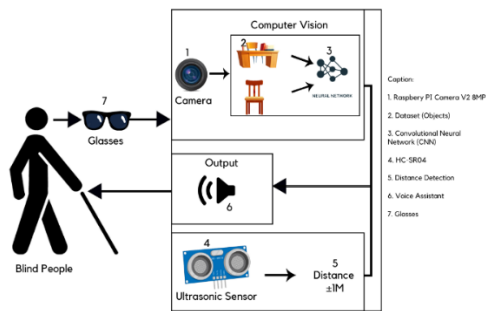 Computer Vision
1
2
3
Camera
NEURAL NETWORK
7
Glasses
Output
6
Blind People
4
Ultrasonic Sensor
5
Distance
±1M
Caption:
1. Raspbery PI Camera V2 8MP
2. Dataset (Objects)
3. Convolutional Neural
Network (CNN)
4. HC-SR04
5. Distance Detection
6. Voice Assistant
7. Glasses